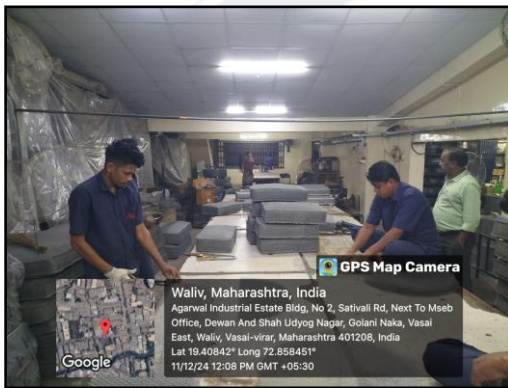 GPS Map Camera
Waliv, Maharashtra, India
Agarwal Industrial Estate Bldg, No 2, Sativali Rd, Next To Mseb
Office, Dewan And Shah Udyog Nagar, Golani Naka, Vasai
East, Waliv, Vasai-virar, Maharashtra 401208, India
Lat 19.40842° Long 72.858451°
11/12/24 12:08 PM GMT +05:30
Google